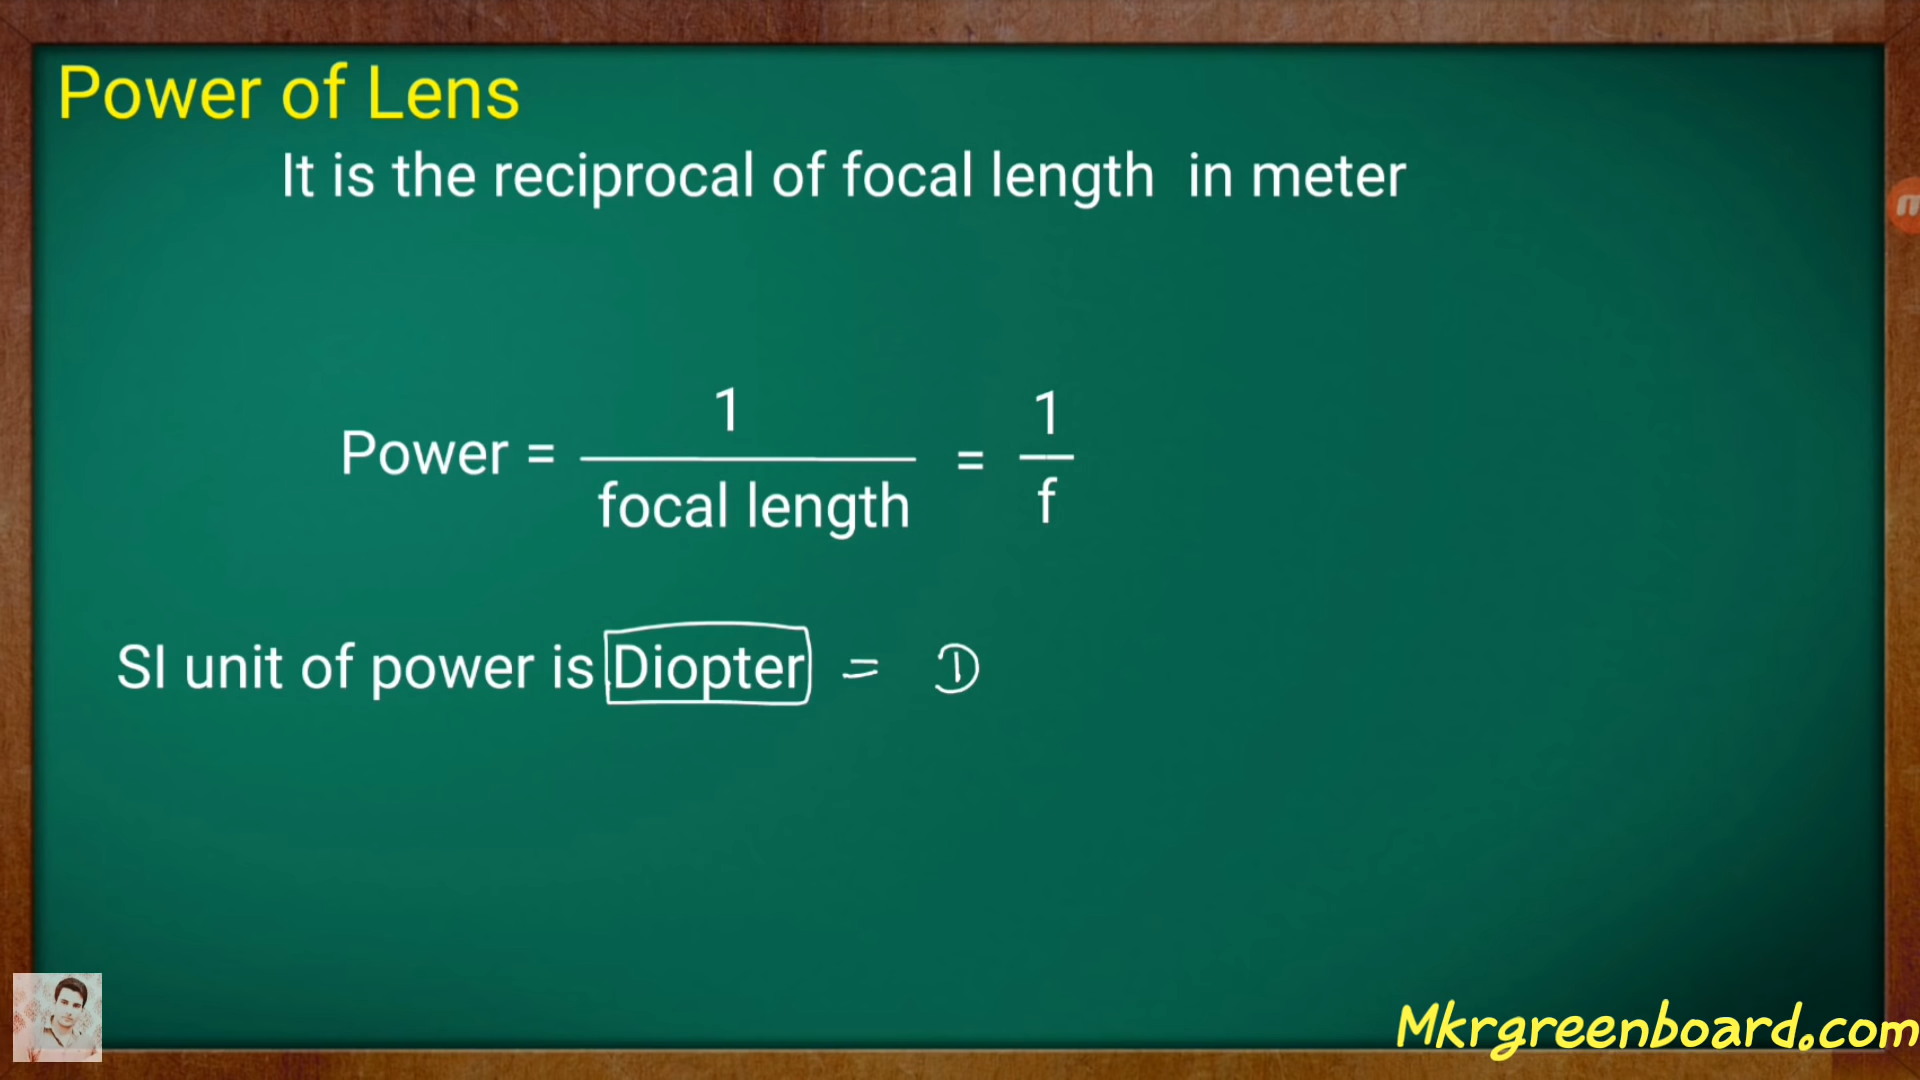 Power of Lens
It is the reciprocal of focal length in meter
Power = 1 / focal length = 1 / f
SI unit of power is Diopter = D
Mkrgreenboard.com